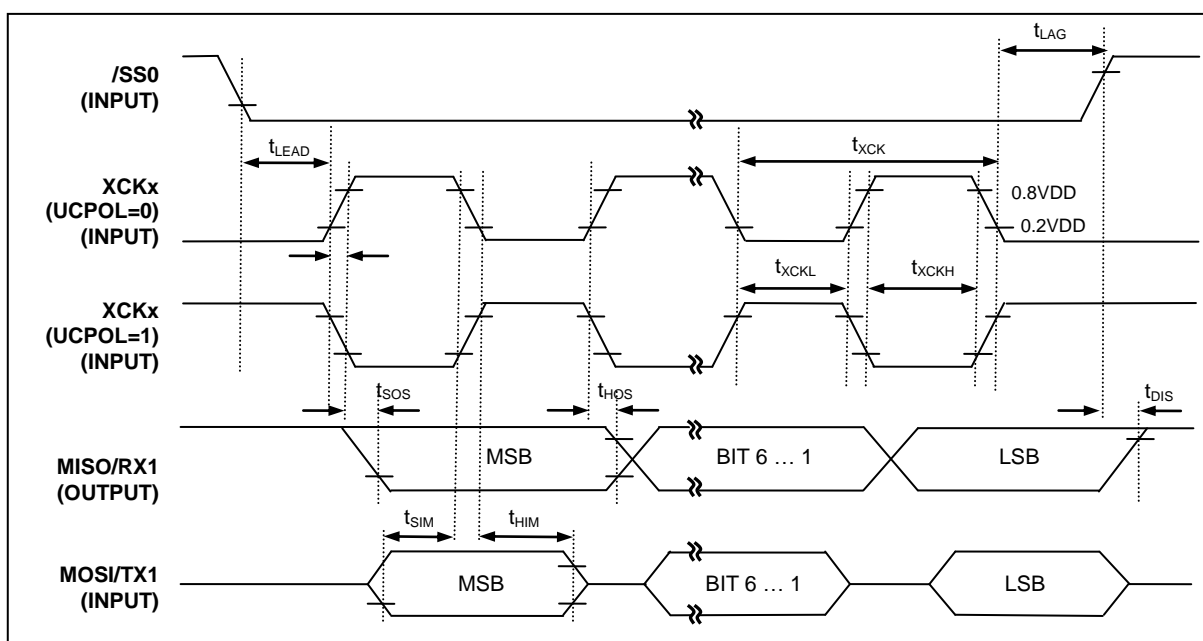 /SS0
(INPUT)
tLAG
tLEAD
tXCK
XCKx
(UCPOL=0)
(INPUT)
0.8VDD
0.2VDD
tXCKL
tXCKH
XCKx
(UCPOL=1)
(INPUT)
tSOS
tHOS
tDIS
MISO/RX1
(OUTPUT)
MSB
BIT 6 … 1
LSB
tSIM
tHIM
MOSI/TX1
(INPUT)
MSB
BIT 6 … 1
LSB